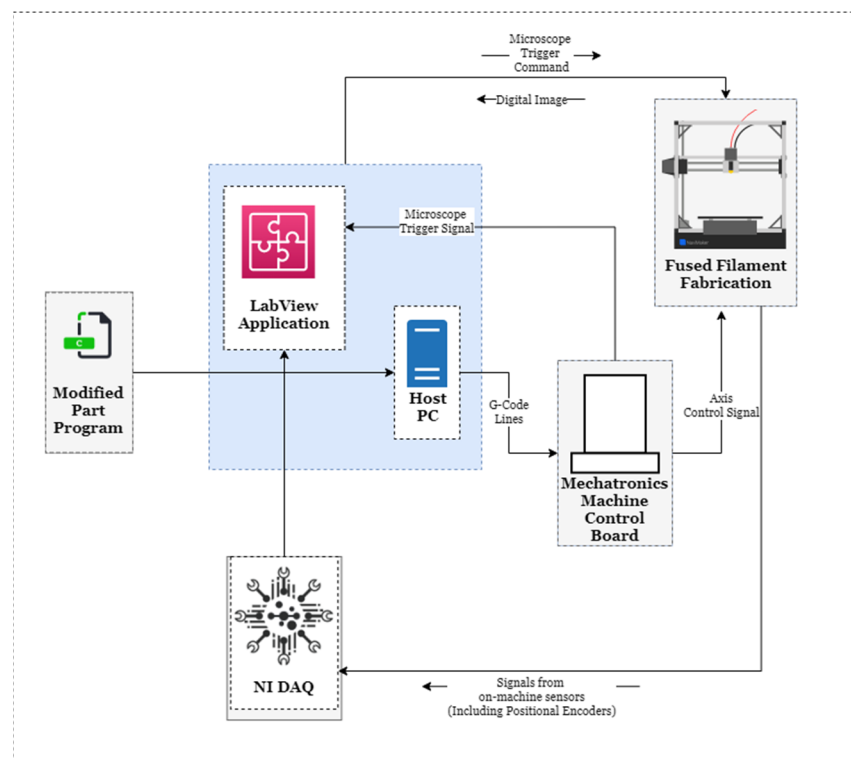 Microscope
Trigger
Command
Digital Image
Fused Filament
Fabrication
Microscope
Trigger Signal
LabView
Application
C
Modified
Part
Program
Host
PC
G-Code
Lines
Axis
Control Signal
Mechatronics
Machine
Control
Board
NI DAQ
Signals from
on-machine sensors
(Including Positional Encoders)